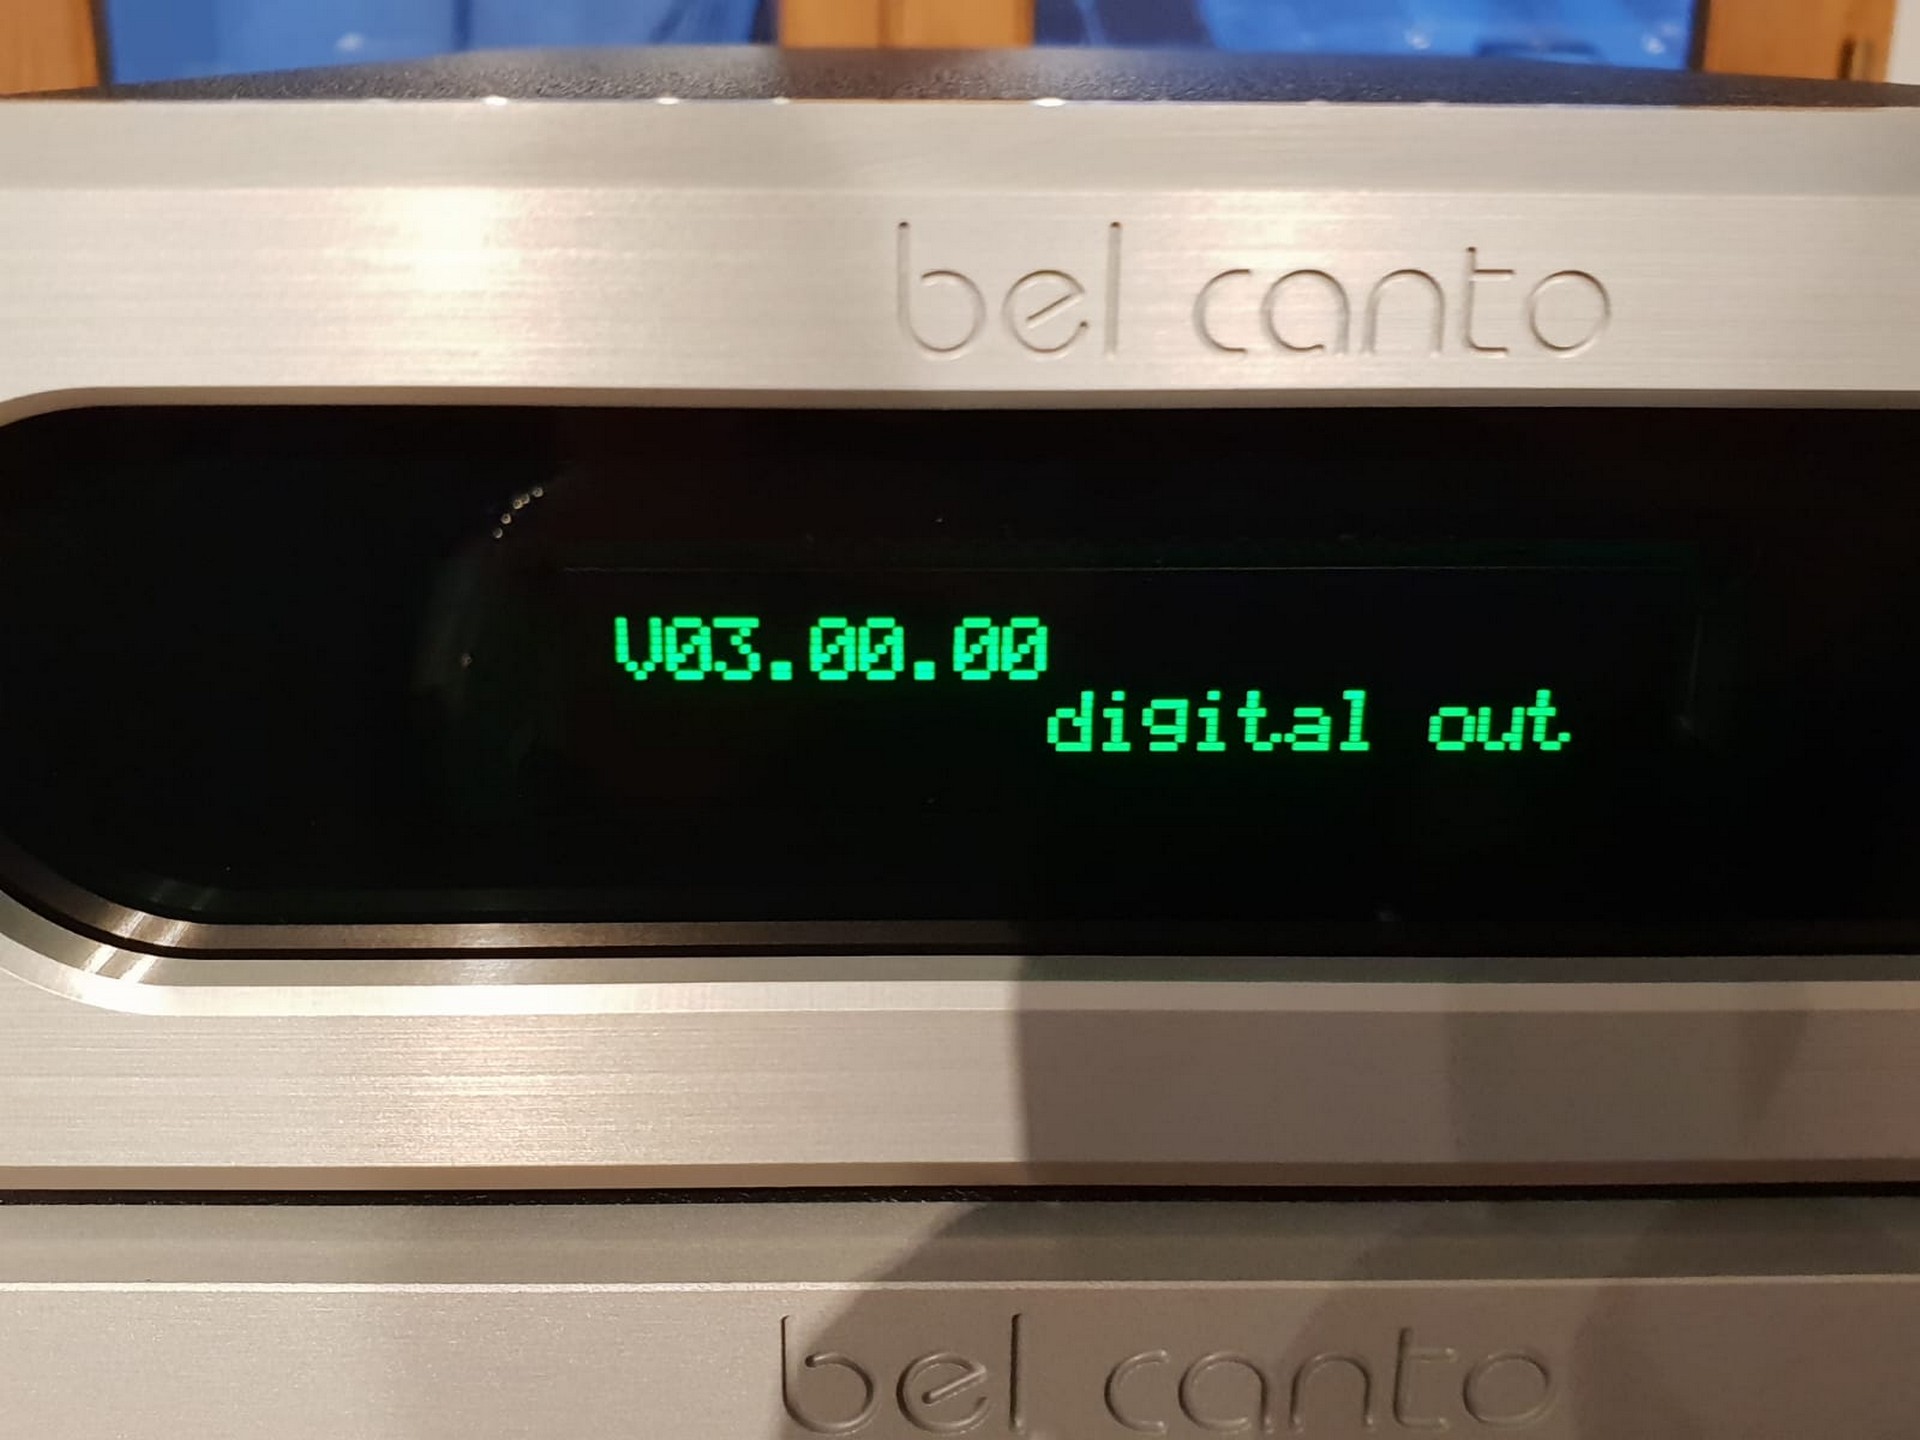 bel canto
V03.00.00
digital out
bel canto